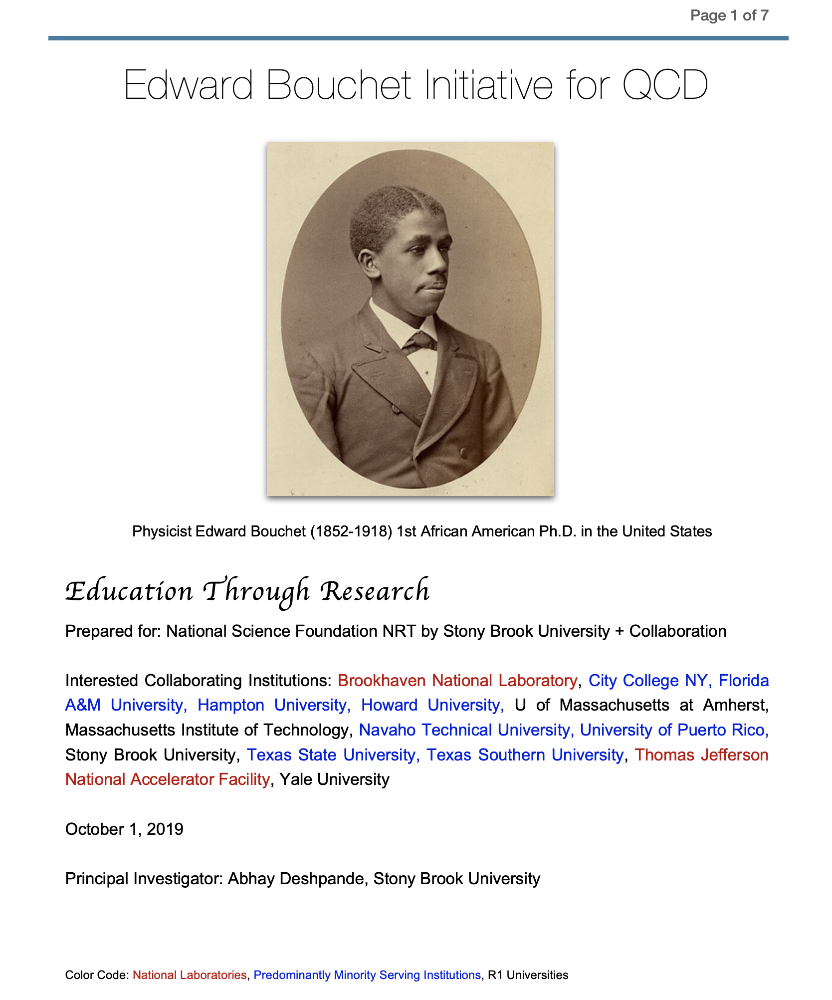 Page 1 of 7
Edward Bouchet Initiative for QCD
Physicist Edward Bouchet (1852-1918) 1st African American Ph.D. in the United States
Education Through Research
Prepared for: National Science Foundation NRT by Stony Brook University + Collaboration
Interested Collaborating Institutions: Brookhaven National Laboratory, City College NY, Florida
A&M University, Hampton University, Howard University, U of Massachusetts at Amherst,
Massachusetts Institute of Technology, Navaho Technical University, University of Puerto Rico,
Stony Brook University, Texas State University, Texas Southern University, Thomas Jefferson
National Accelerator Facility, Yale University
October 1, 2019
Principal Investigator: Abhay Deshpande, Stony Brook University
Color Code: National Laboratories, Predominantly Minority Serving Institutions, R1 Universities